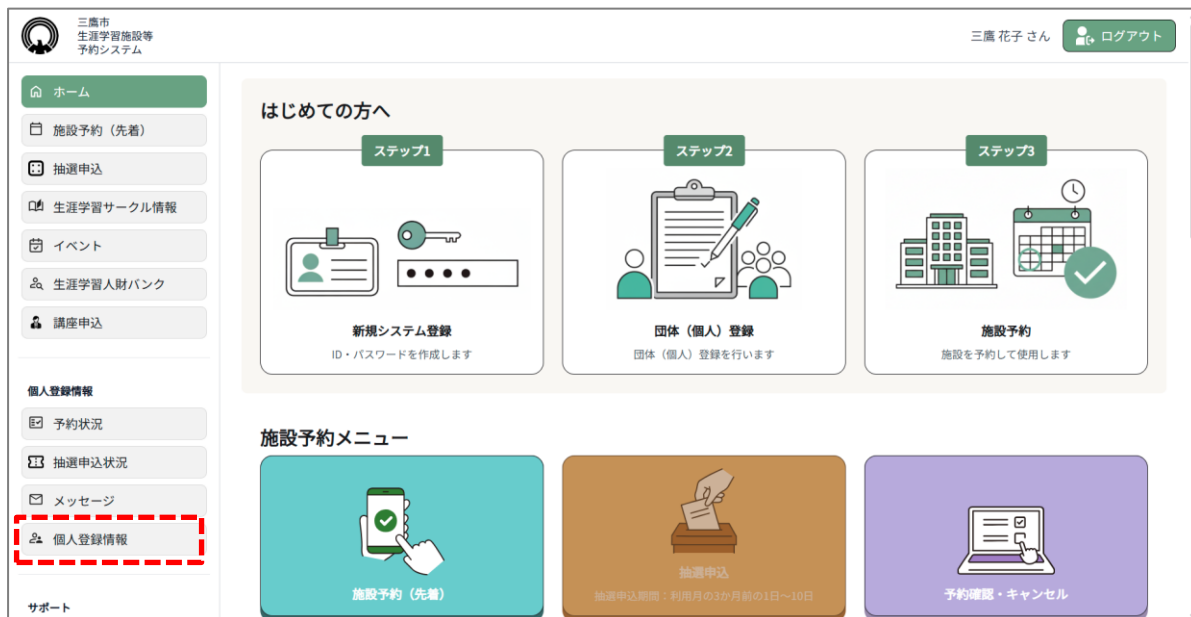 三鷹市
生涯学習施設等
予約システム
三鷹 花子 さん
ログアウト
ホーム
施設予約（先着）
抽選申込
生涯学習サークル情報
イベント
生涯学習人財バンク
講座申込
個人登録情報
予約状況
抽選申込状況
メッセージ
個人登録情報
サポート
はじめての方へ
ステップ1
新規システム登録
ID・パスワードを作成します
ステップ2
団体（個人）登録
団体（個人）登録を行います
ステップ3
施設予約
施設を予約して使用します
施設予約メニュー
施設予約（先着）
抽選申込
抽選申込期間：利用月の3か月前の1日～10日
予約確認・キャンセル